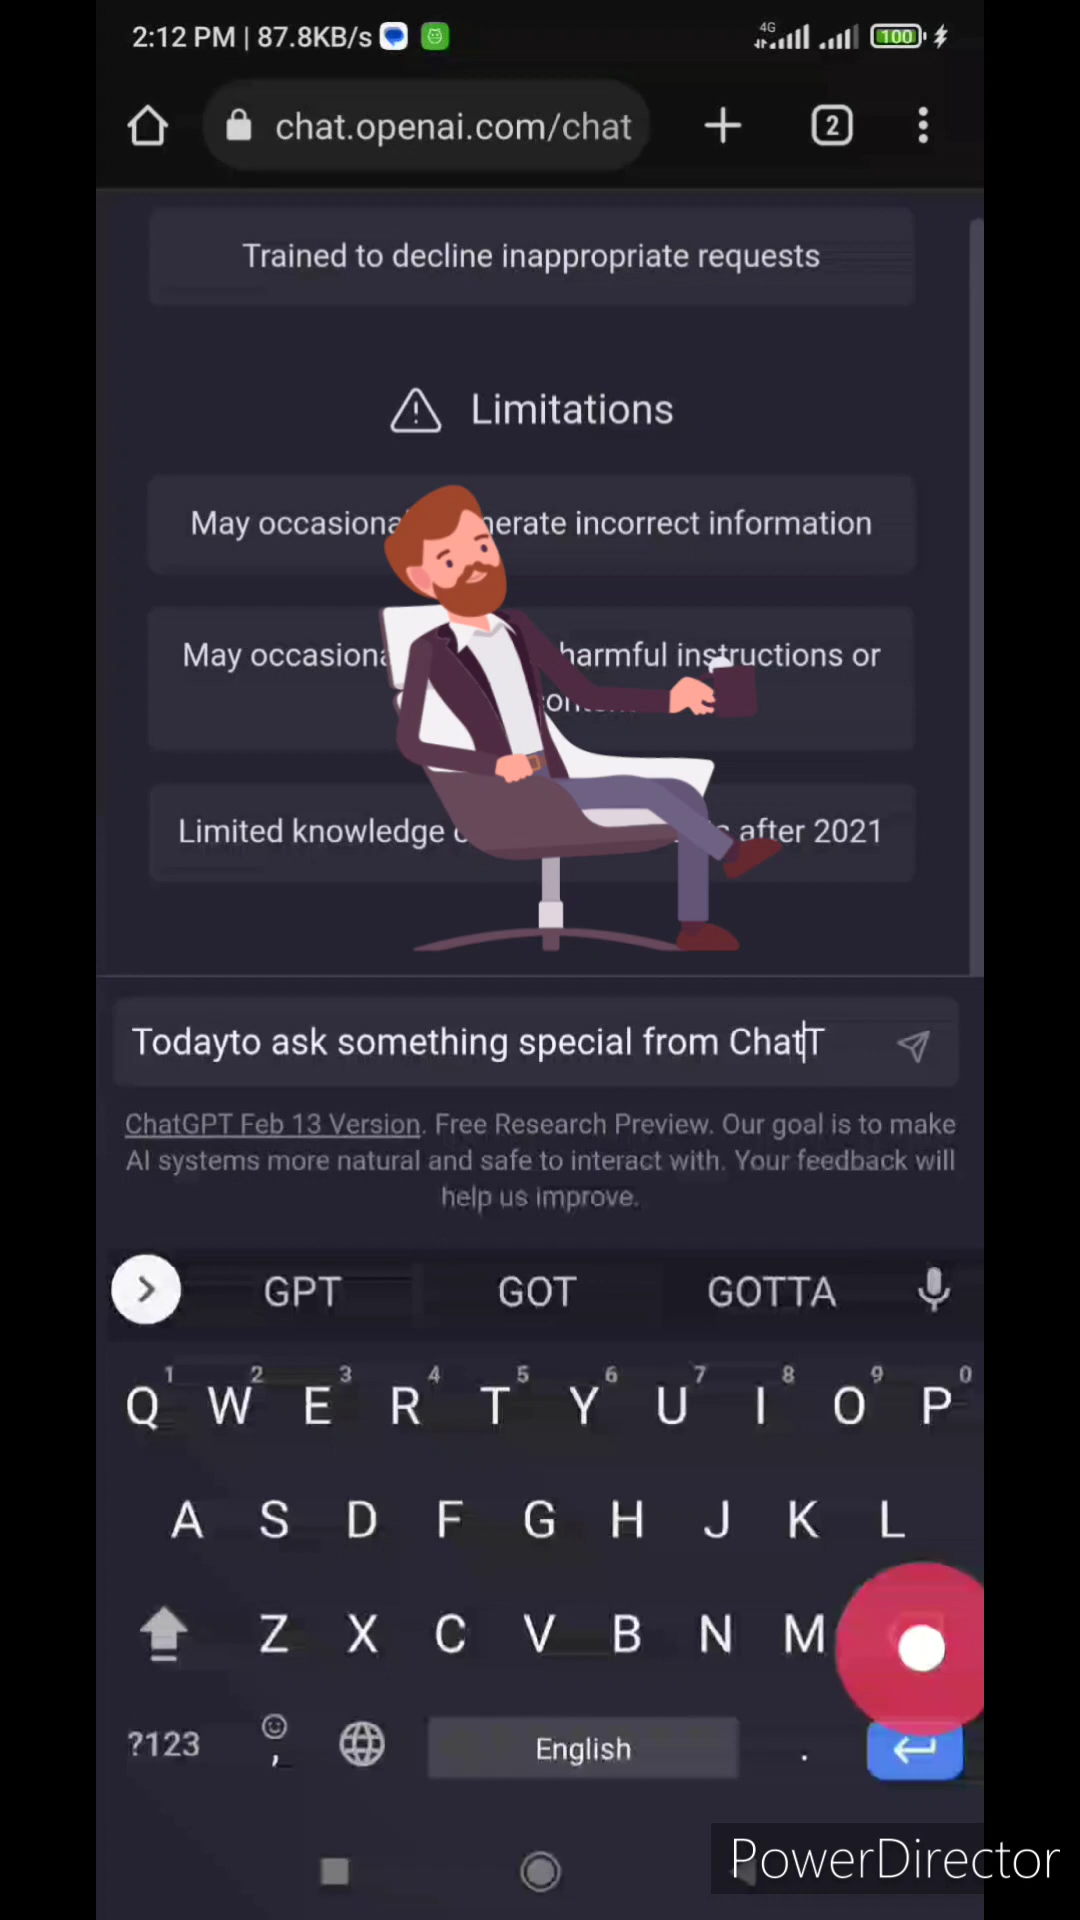 2:12 PM | 87.8KB/s 4G 100
chat.openai.com/chat 2
Trained to decline inappropriate requests
Limitations
May occasiona nerate incorrect information
May occasiona harmful instructions or
Limited knowledge after 2021
Todayto ask something special from ChatT
ChatGPT Feb 13 Version. Free Research Preview. Our goal is to make
AI systems more natural and safe to interact with. Your feedback will
help us improve.
GPT GOT GOTTA
1 2 3 4 5 6 7 8 9 0
Q W E R T Y U I O P
A S D F G H J K L
Z X C V B N M
?123 , English .
PowerDirector